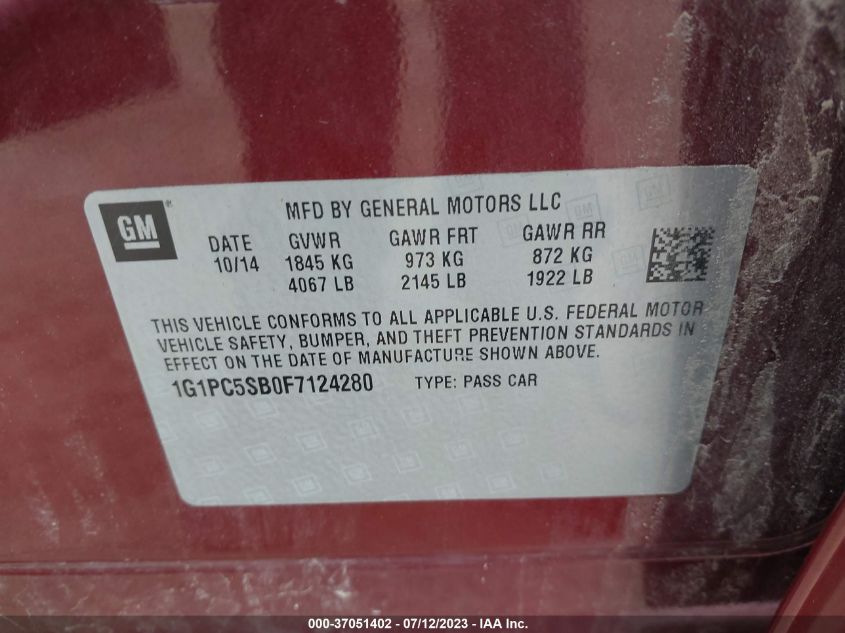 GM ® MFD BY GENERAL MOTORS LLC
DATE GVWR GAWR FRT GAWR RR
10/14 1845 KG 973 KG 872 KG
4067 LB 2145 LB 1922 LB
THIS VEHICLE CONFORMS TO ALL APPLICABLE U.S. FEDERAL MOTOR
VEHICLE SAFETY, BUMPER, AND THEFT PREVENTION STANDARDS IN
EFFECT ON THE DATE OF MANUFACTURE SHOWN ABOVE.
1G1PC5SB0F7124280 TYPE: PASS CAR
000-37051402 - 07/12/2023 - IAA Inc.